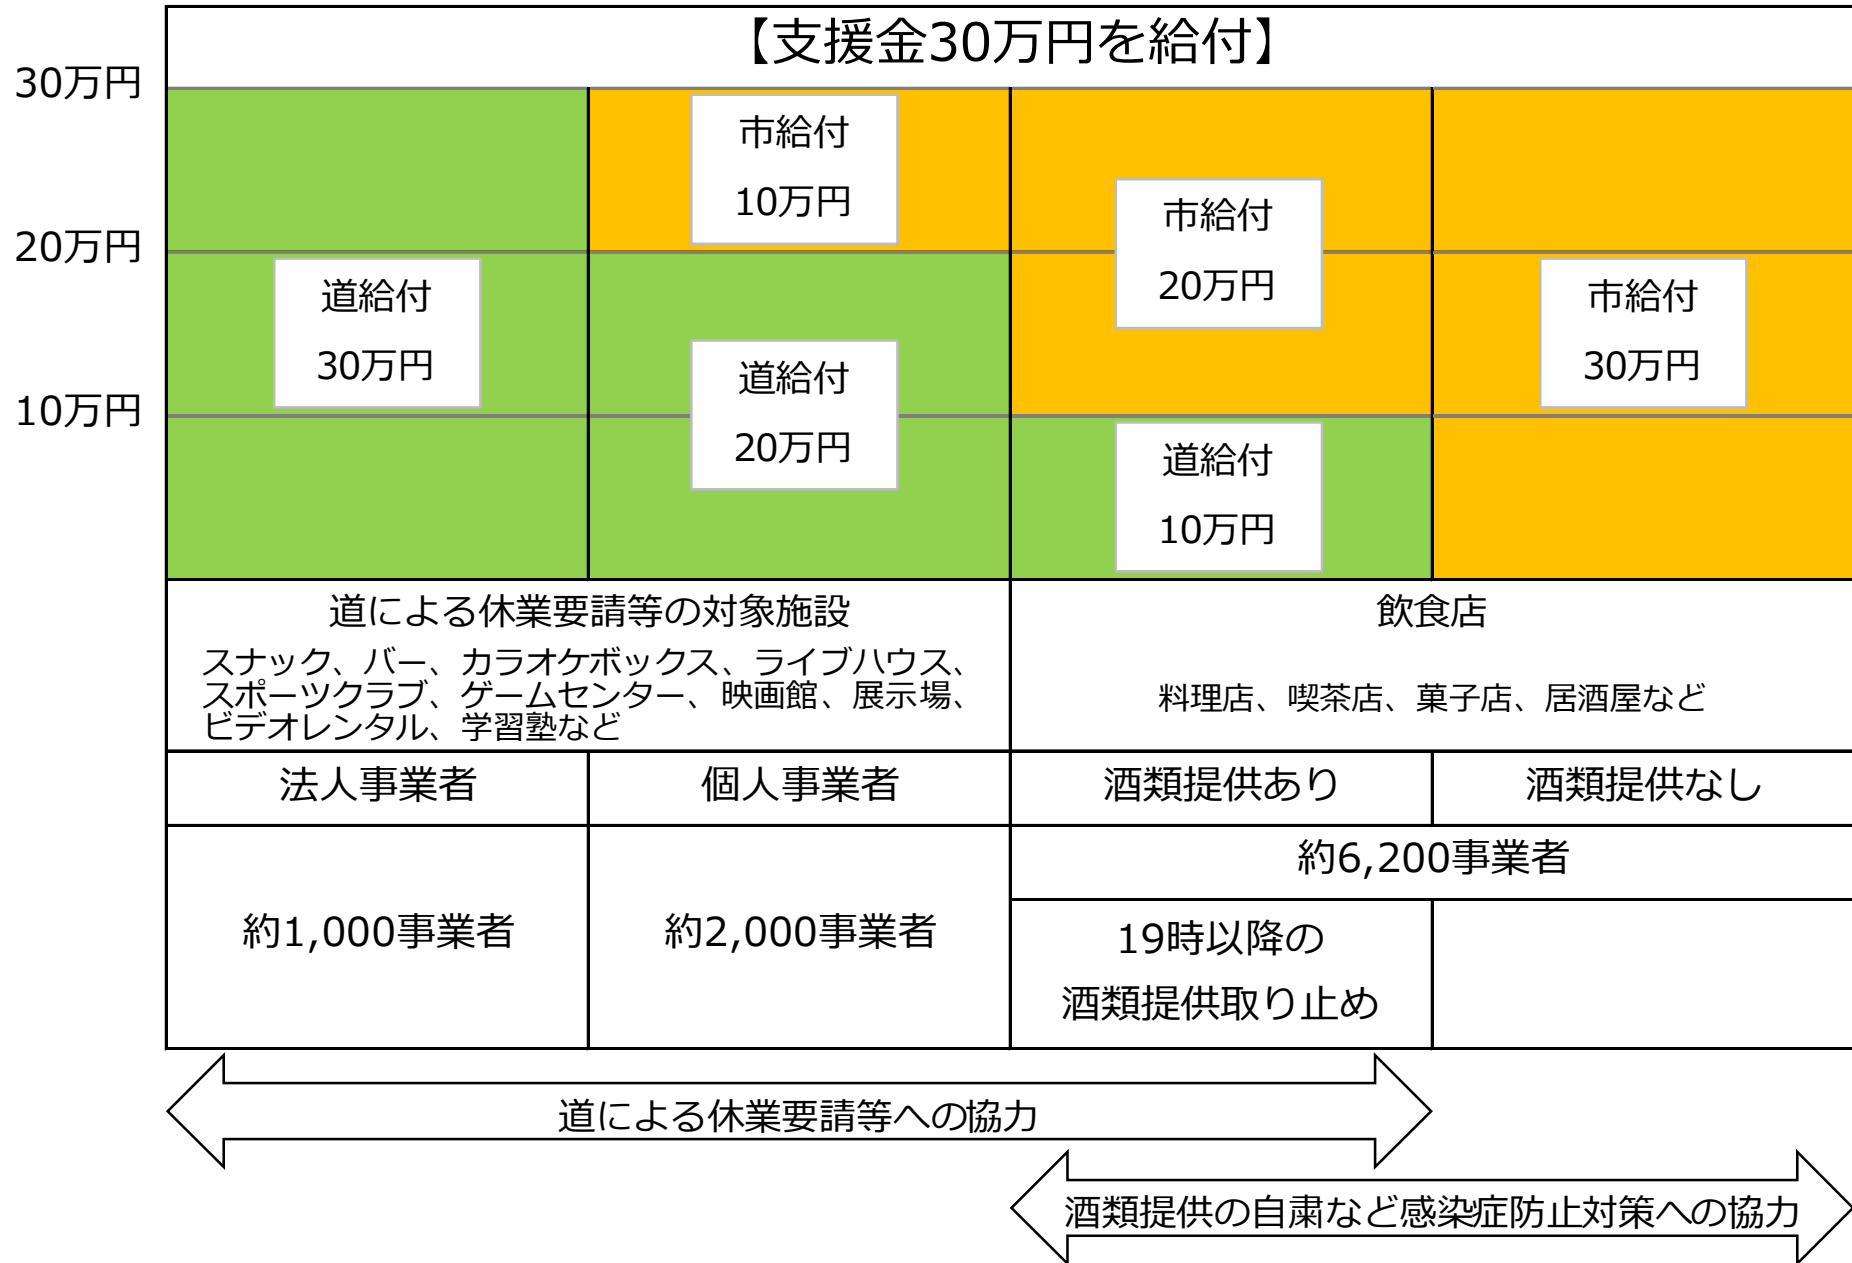 【支援金30万円を給付】
30万円
20万円
10万円
道給付
30万円
市給付
10万円
道給付
20万円
市給付
20万円
道給付
10万円
市給付
30万円
道による休業要請等の対象施設
スナック、バー、カラオケボックス、ライブハウス、
スポーツクラブ、ゲームセンター、映画館、展示場、
ビデオレンタル、学習塾など
飲食店
料理店、喫茶店、菓子店、居酒屋など
法人事業者
個人事業者
酒類提供あり
酒類提供なし
約1,000事業者
約2,000事業者
約6,200事業者
19時以降の
酒類提供取り止め
道による休業要請等への協力
酒類提供の自粛など感染症防止対策への協力